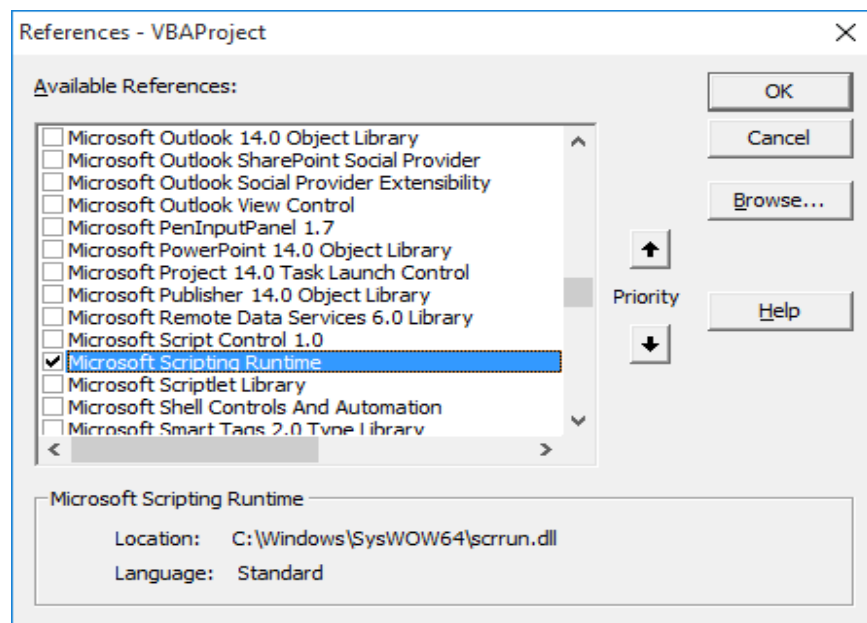 References - VBAProject
Available References:
Microsoft Outlook 14.0 Object Library
Microsoft Outlook SharePoint Social Provider
Microsoft Outlook Social Provider Extensibility
Microsoft Outlook View Control
Microsoft PenInputPanel 1.7
Microsoft PowerPoint 14.0 Object Library
Microsoft Project 14.0 Task Launch Control
Microsoft Publisher 14.0 Object Library
Microsoft Remote Data Services 6.0 Library
Microsoft Script Control 1.0
Microsoft Scripting Runtime
Microsoft Scriptlet Library
Microsoft Shell Controls And Automation
Microsoft Smart Tags 2.0 Type Library
Priority
OK
Cancel
Browse...
Help
Microsoft Scripting Runtime
Location: C:\Windows\SysWOW64\scrrun.dll
Language: Standard